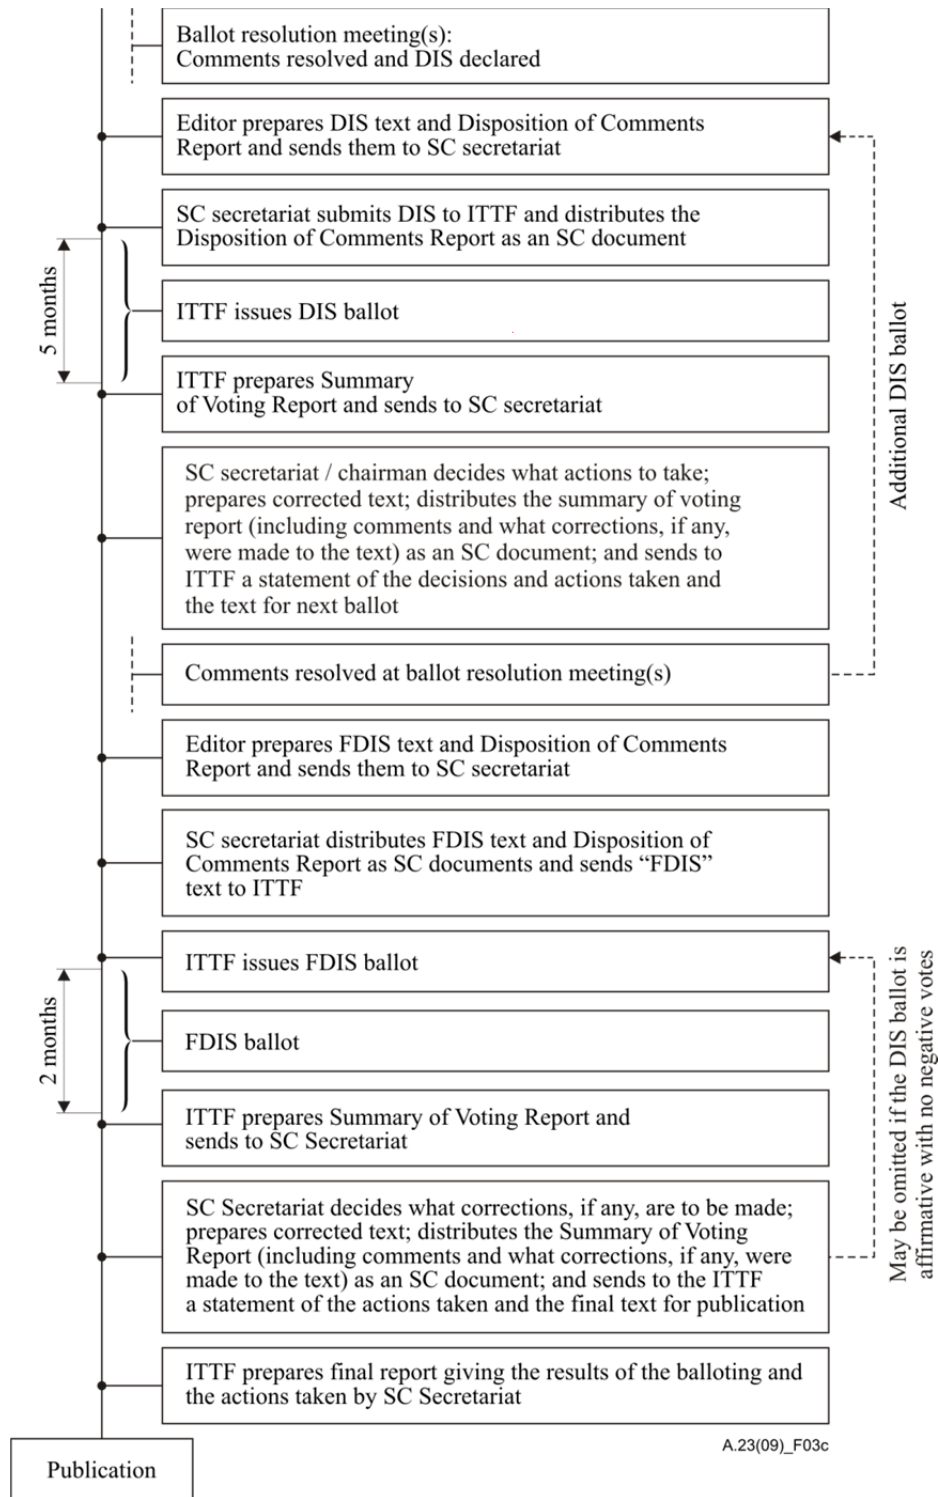 Ballot resolution meeting(s):
Comments resolved and DIS declared
Editor prepares DIS text and Disposition of Comments
Report and sends them to SC secretariat
SC secretariat submits DIS to ITTF and distributes the
Disposition of Comments Report as an SC document
5 months
ITTF issues DIS ballot
ITTF prepares Summary
of Voting Report and sends to SC secretariat
Additional DIS ballot
SC secretariat / chairman decides what actions to take;
prepares corrected text; distributes the summary of voting
report (including comments and what corrections, if any,
were made to the text) as an SC document; and sends to
ITTF a statement of the decisions and actions taken and
the text for next ballot
Comments resolved at ballot resolution meeting(s)
Editor prepares FDIS text and Disposition of Comments
Report and sends them to SC secretariat
SC secretariat distributes FDIS text and Disposition of
Comments Report as SC documents and sends “FDIS”
text to ITTF
ITTF issues FDIS ballot
2 months
FDIS ballot
ITTF prepares Summary of Voting Report and
sends to SC Secretariat
May be omitted if the DIS ballot is
affirmative with no negative votes
SC Secretariat decides what corrections, if any, are to be made;
prepares corrected text; distributes the Summary of Voting
Report (including comments and what corrections, if any, were
made to the text) as an SC document; and sends to the ITTF
a statement of the actions taken and the final text for publication
ITTF prepares final report giving the results of the balloting and
the actions taken by SC Secretariat
A.23(09)_F03c
Publication